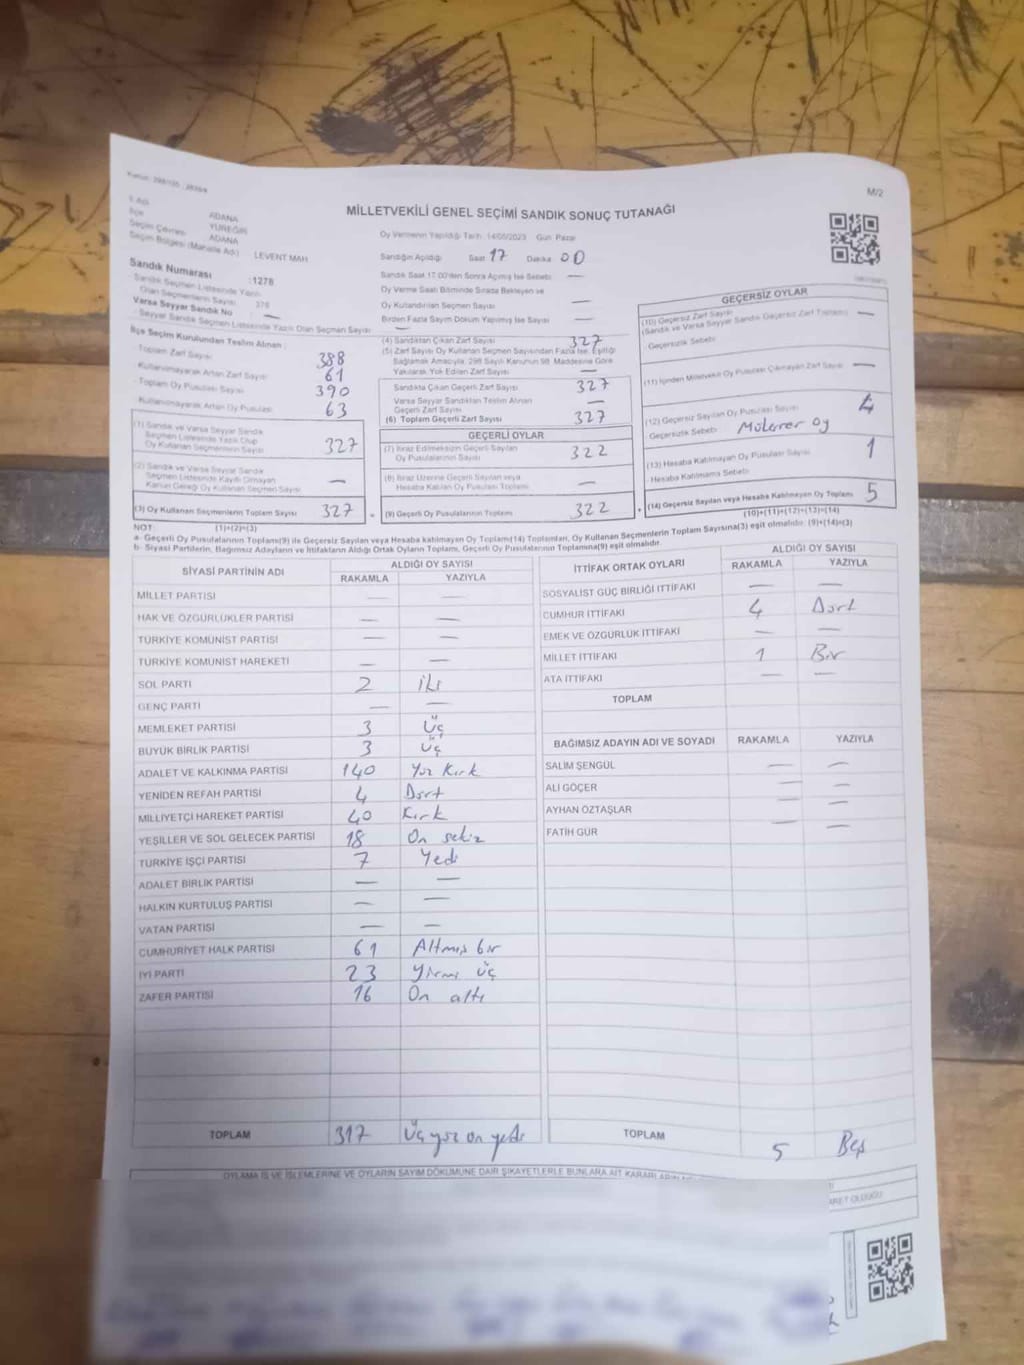 M/2
MİLLETVEKİLİ GENEL SEÇİMİ SANDIK SONUÇ TUTANAĞI
İl Adı ADANA
İlçe YÜREĞİR
Seçim Çevresi ADANA
Seçim Bölgesi (Mahalle Adı) LEVENT MAH
Sandık Numarası : 1278
Sandık Seçmen Listesinde Yazılı
Olan Seçmenlerin Sayısı 378
Varsa Seyyar Sandık No —
Seyyar Sandık Seçmen Listesinde Yazılı Olan Seçmen Sayısı —
Oy Vermenin Yapıldığı Tarih 14/05/2023 Gün Pazar
Sandığın Açıldığı Saat 17 Dakika 00
Sandık Saat 17.00'den Sonra Açılmış İse Sebebi —
Oy Verme Saati Bitiminde Sırada Bekleyen ve
Oy Kullandırılan Seçmen Sayısı —
Birden Fazla Sayım Döküm Yapılmış İse Sayısı —
İlçe Seçim Kurulundan Teslim Alınan :
Toplam Zarf Sayısı 388
Kullanılmayarak Artan Zarf Sayısı 61
Toplam Oy Pusulası Sayısı 390
Kullanılmayarak Artan Oy Pusulası 63
(1) Sandık ve Varsa Seyyar Sandık
Seçmen Listesinde Yazılı Olup
Oy Kullanan Seçmenlerin Sayısı 327
(2) Sandık ve Varsa Seyyar Sandık
Seçmen Listesinde Kayıtlı Olmayan
Kanun Gereği Oy Kullanan Seçmen Sayısı —
(3) Oy Kullanan Seçmenlerin Toplam Sayısı 327
(1)+(2)=(3)
(4) Sandıktan Çıkan Zarf Sayısı 327
(5) Zarf Sayısı Oy Kullanan Seçmen Sayısından Fazla İse, Eşitliği
Sağlamak Amacıyla, 298 Sayılı Kanunun 98. Maddesine Göre
Yakılarak Yok Edilen Zarf Sayısı —
Sandıkta Çıkan Geçerli Zarf Sayısı 327
Varsa Seyyar Sandıktan Teslim Alınan
Geçerli Zarf Sayısı —
(6) Toplam Geçerli Zarf Sayısı 327
GEÇERLİ OYLAR
(7) İtiraz Edilmeksizin Geçerli Sayılan
Oy Pusulalarının Sayısı 322
(8) İtiraz Üzerine Geçerli Sayılan veya
Hesaba Katılan Oy Pusulası Toplamı —
= (9) Geçerli Oy Pusulalarının Toplamı 322
GEÇERSİZ OYLAR
(10) Geçersiz Zarf Sayısı
(Sandık ve Varsa Seyyar Sandık Geçersiz Zarf Toplamı) —
Geçersizlik Sebebi
(11) İçinden Milletvekili Oy Pusulası Çıkmayan Zarf Sayısı —
(12) Geçersiz Sayılan Oy Pusulası Sayısı 4
Geçersizlik Sebebi: Mükerrer oy
(13) Hesaba Katılmayan Oy Pusulası Sayısı 1
Hesaba Katılmama Sebebi
+ (14) Geçersiz Sayılan veya Hesaba Katılmayan Oy Toplamı 5
(10)+(11)+(12)+(13)=(14)
NOT:
a- Geçerli Oy Pusulaları Toplamı(9) ile Geçersiz Sayılan veya Hesaba katılmayan Oy Toplam(14) Toplamları, Oy Kullanan Seçmenlerin Toplam Sayısına(3) eşit olmalıdır. (9)+(14)=(3)
b- Siyasi Partilerin, Bağımsız Adayların ve İttifakların Aldığı Ortak Oyların Toplamı, Geçerli Oy Pusulalarının Toplamına(9) eşit olmalıdır.
SİYASİ PARTİNİN ADI ALDIĞI OY SAYISI
RAKAMLA YAZIYLA
MİLLET PARTİSİ — —
HAK VE ÖZGÜRLÜKLER PARTİSİ — —
TÜRKİYE KOMÜNİST PARTİSİ — —
TÜRKİYE KOMÜNİST HAREKETİ — —
SOL PARTİ 2 iki
GENÇ PARTİ — —
MEMLEKET PARTİSİ 3 Üç
BÜYÜK BİRLİK PARTİSİ 3 üç
ADALET VE KALKINMA PARTİSİ 140 Yüz Kırk
YENİDEN REFAH PARTİSİ 4 Dört
MİLLİYETÇİ HAREKET PARTİSİ 40 Kırk
YEŞİLLER VE SOL GELECEK PARTİSİ 18 On sekiz
TÜRKİYE İŞÇİ PARTİSİ 7 Yedi
ADALET BİRLİK PARTİSİ — —
HALKIN KURTULUŞ PARTİSİ — —
VATAN PARTİSİ — —
CUMHURİYET HALK PARTİSİ 61 Altmış bir
İYİ PARTİ 23 Yirmi üç
ZAFER PARTİSİ 16 On altı
TOPLAM 317 Üç yüz on yedi
İTTİFAK ORTAK OYLARI ALDIĞI OY SAYISI
RAKAMLA YAZIYLA
SOSYALİST GÜÇ BİRLİĞİ İTTİFAKI — —
CUMHUR İTTİFAKI 4 Dört
EMEK VE ÖZGÜRLÜK İTTİFAKI — —
MİLLET İTTİFAKI 1 Bir
ATA İTTİFAKI — —
TOPLAM
BAĞIMSIZ ADAYIN ADI VE SOYADI RAKAMLA YAZIYLA
SALİM ŞENGÜL — —
ALİ GÖÇER — —
AYHAN ÖZTAŞLAR — —
FATİH GÜR — —
TOPLAM 5 Beş
OYLAMA İŞ VE İŞLEMLERİNE VE OYLARIN SAYIM DÖKÜMÜNE DAİR ŞİKAYETLERLE BUNLARA AİT KARARLARIN